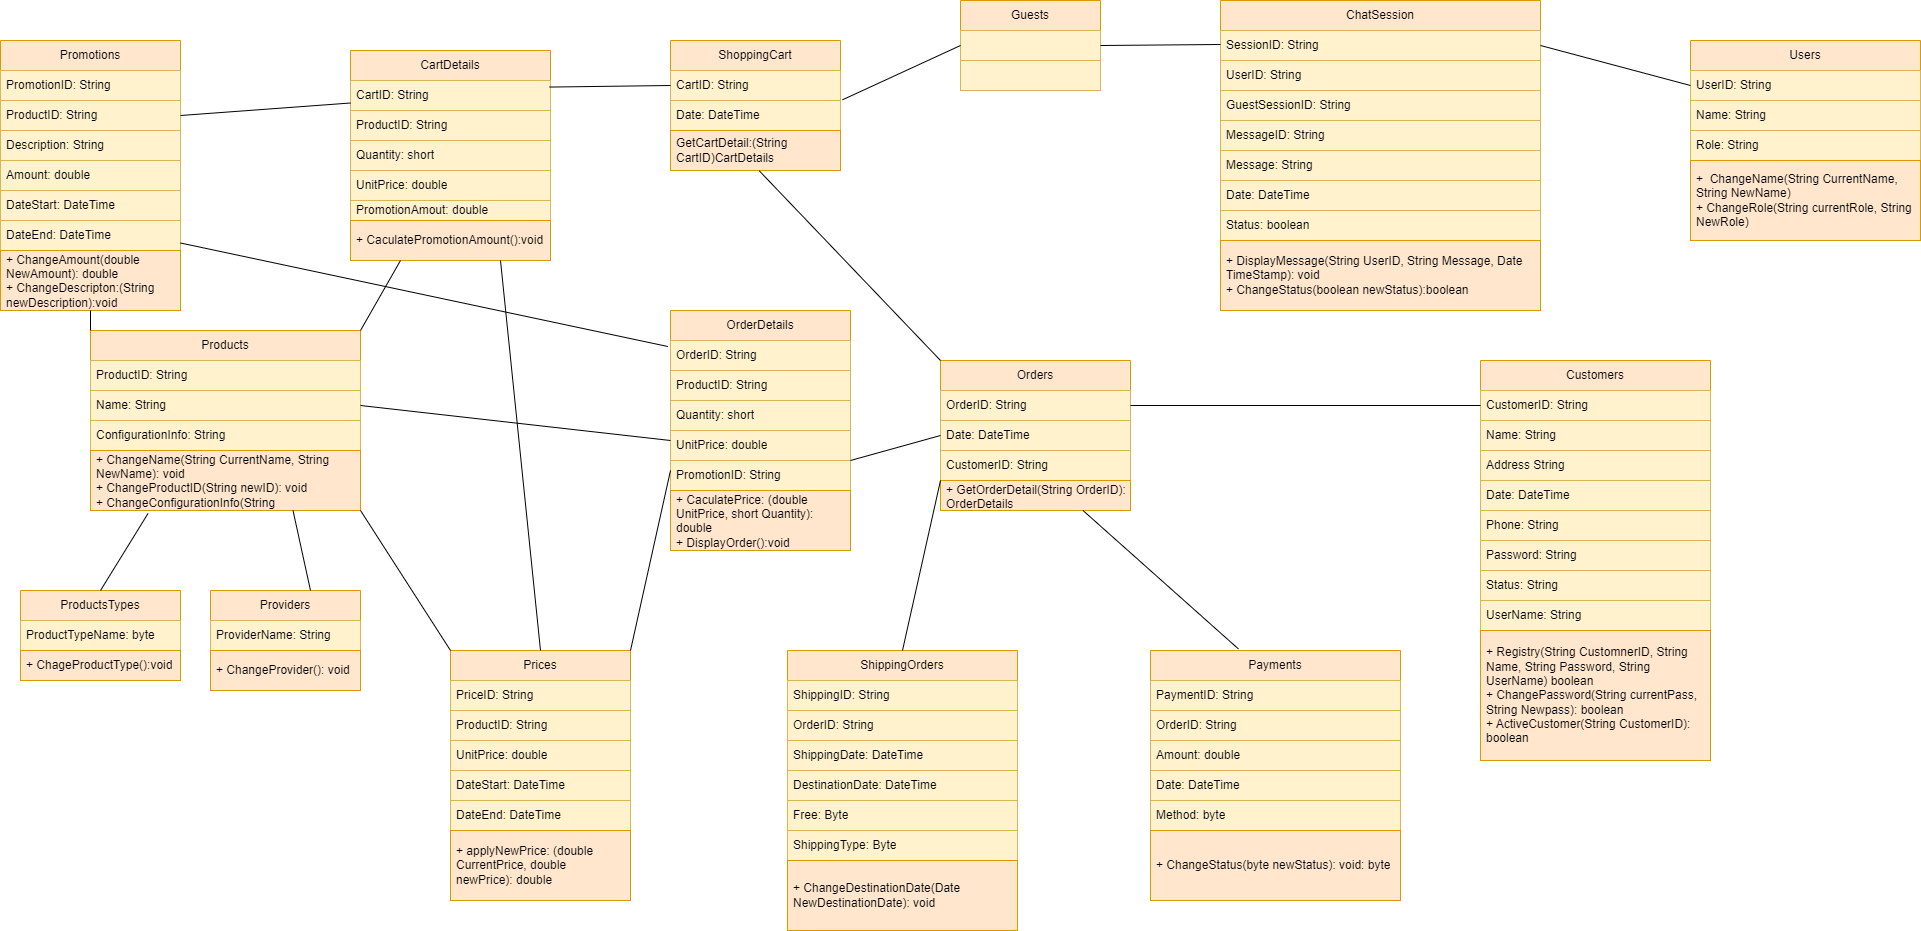 Promotions
PromotionID: String
ProductID: String
Description: String
Amount: double
DateStart: DateTime
DateEnd: DateTime
+ ChangeAmount(double
NewAmount): double
+ ChangeDescripton:(String
newDescription):void
CartDetails
CartID: String
ProductID: String
Quantity: short
UnitPrice: double
PromotionAmout: double
+ CaculatePromotionAmount():void
ShoppingCart
CartID: String
Date: DateTime
GetCartDetail:(String
CartID)CartDetails
Guests
ChatSession
SessionID: String
UserID: String
GuestSessionID: String
MessageID: String
Message: String
Date: DateTime
Status: boolean
+ DisplayMessage(String UserID, String Message, Date
TimeStamp): void
+ ChangeStatus(boolean newStatus):boolean
Users
UserID: String
Name: String
Role: String
+  ChangeName(String CurrentName,
String NewName)
+ ChangeRole(String currentRole, String
NewRole)
Products
ProductID: String
Name: String
ConfigurationInfo: String
+ ChangeName(String CurrentName, String
NewName): void
+ ChangeProductID(String newID): void
+ ChangeConfigurationInfo(String
OrderDetails
OrderID: String
ProductID: String
Quantity: short
UnitPrice: double
PromotionID: String
+ CaculatePrice: (double
UnitPrice, short Quantity):
double
+ DisplayOrder():void
Orders
OrderID: String
Date: DateTime
CustomerID: String
+ GetOrderDetail(String OrderID):
OrderDetails
Customers
CustomerID: String
Name: String
Address String
Date: DateTime
Phone: String
Password: String
Status: String
UserName: String
+ Registry(String CustomnerID, String
Name, String Password, String
UserName) boolean
+ ChangePassword(String currentPass,
String Newpass): boolean
+ ActiveCustomer(String CustomerID):
boolean
ProductsTypes
ProductTypeName: byte
+ ChageProductType():void
Providers
ProviderName: String
+ ChangeProvider(): void
Prices
PriceID: String
ProductID: String
UnitPrice: double
DateStart: DateTime
DateEnd: DateTime
+ applyNewPrice: (double
CurrentPrice, double
newPrice): double
ShippingOrders
ShippingID: String
OrderID: String
ShippingDate: DateTime
DestinationDate: DateTime
Free: Byte
ShippingType: Byte
+ ChangeDestinationDate(Date
NewDestinationDate): void
Payments
PaymentID: String
OrderID: String
Amount: double
Date: DateTime
Method: byte
+ ChangeStatus(byte newStatus): void: byte